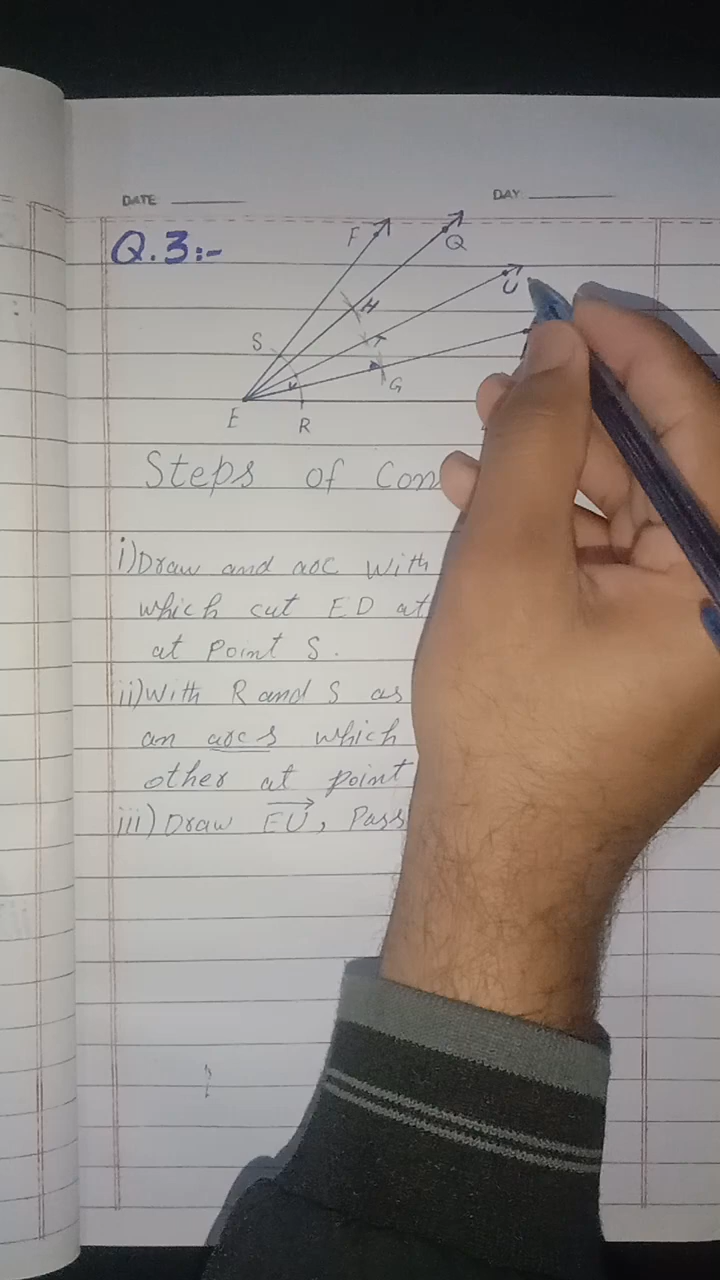 DATE DAY
Q.3:-
F Q
U
H
S T
V G
E R
Steps of Con
i) Draw and arc with
which cut ED at
at Point S.
ii) With R and S as
an arcs which
other at point
iii) Draw EU, Pass